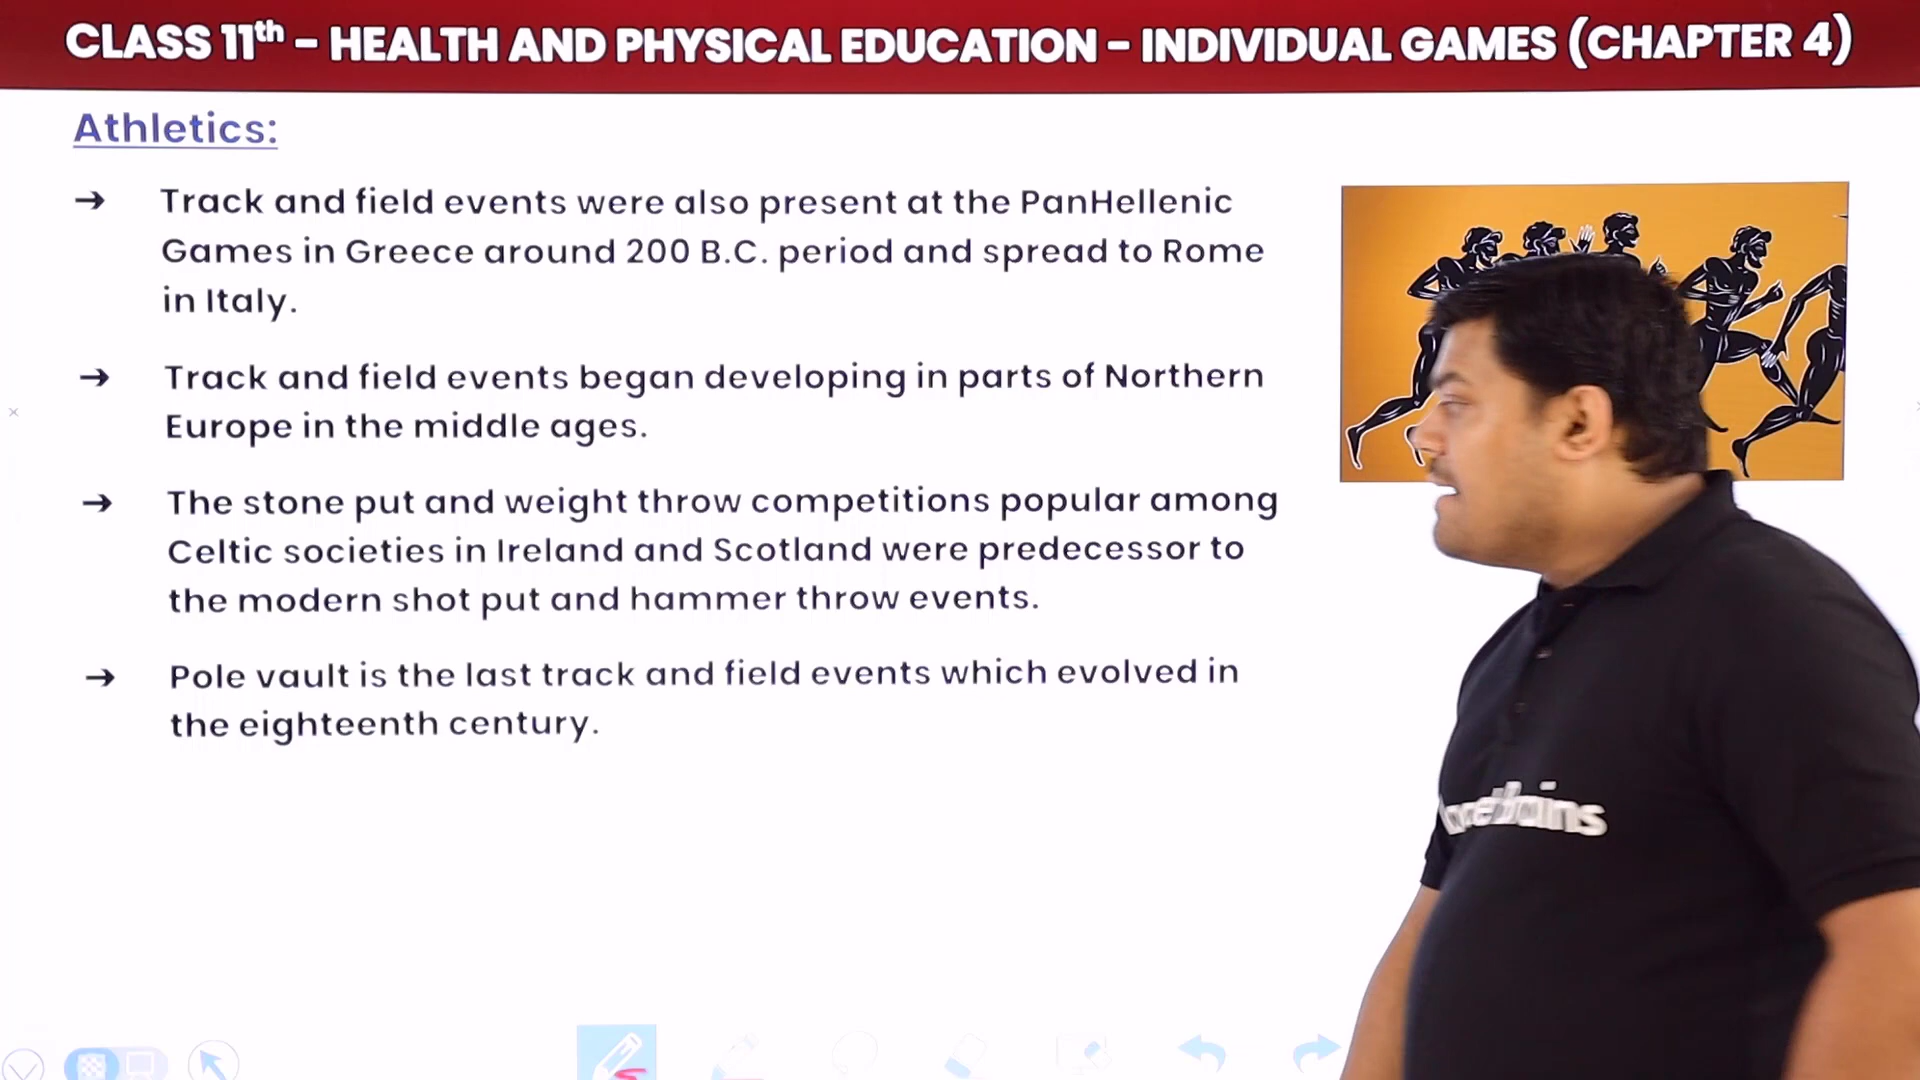 CLASS 11th – HEALTH AND PHYSICAL EDUCATION – INDIVIDUAL GAMES (CHAPTER 4)
Athletics:
➔ Track and field events were also present at the PanHellenic
Games in Greece around 200 B.C. period and spread to Rome
in Italy.
➔ Track and field events began developing in parts of Northern
Europe in the middle ages.
➔ The stone put and weight throw competitions popular among
Celtic societies in Ireland and Scotland were predecessor to
the modern shot put and hammer throw events.
➔ Pole vault is the last track and field events which evolved in
the eighteenth century.